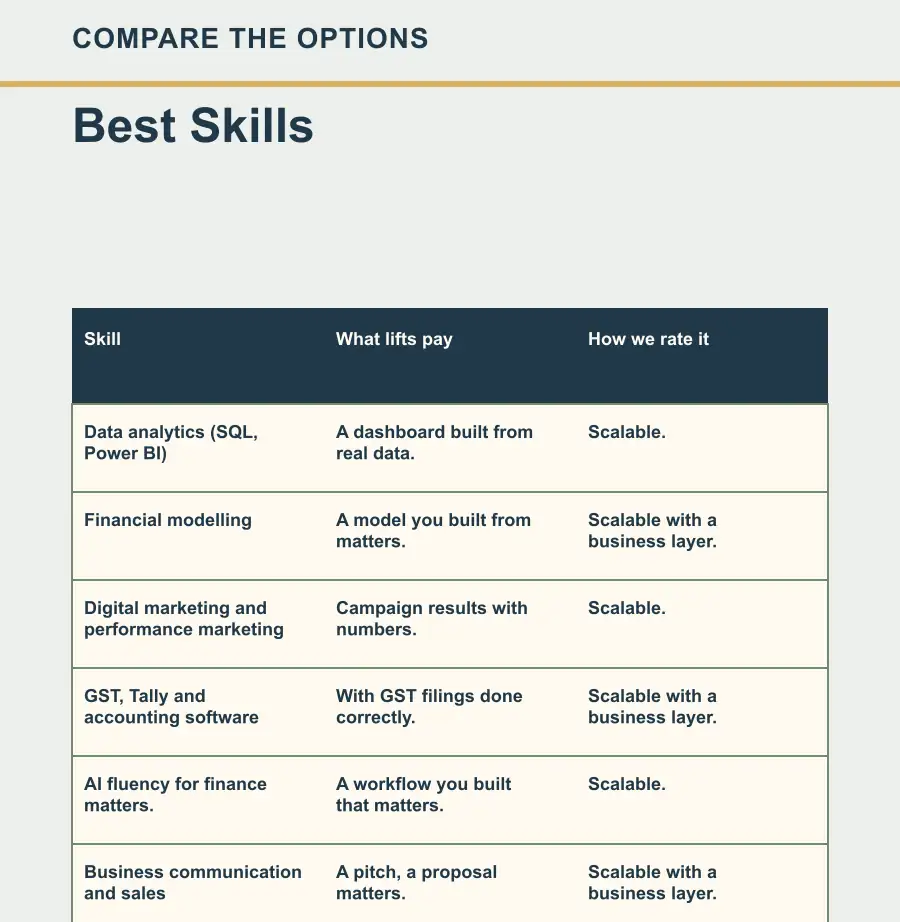 COMPARE THE OPTIONS
Best Skills
Skill
What lifts pay
How we rate it
Data analytics (SQL,
Power BI)
A dashboard built from
real data.
Scalable.
Financial modelling
A model you built from
matters.
Scalable with a
business layer.
Digital marketing and
performance marketing
Campaign results with
numbers.
Scalable.
GST, Tally and
accounting software
With GST filings done
correctly.
Scalable with a
business layer.
AI fluency for finance
matters.
A workflow you built
that matters.
Scalable.
Business communication
and sales
A pitch, a proposal
matters.
Scalable with a
business layer.